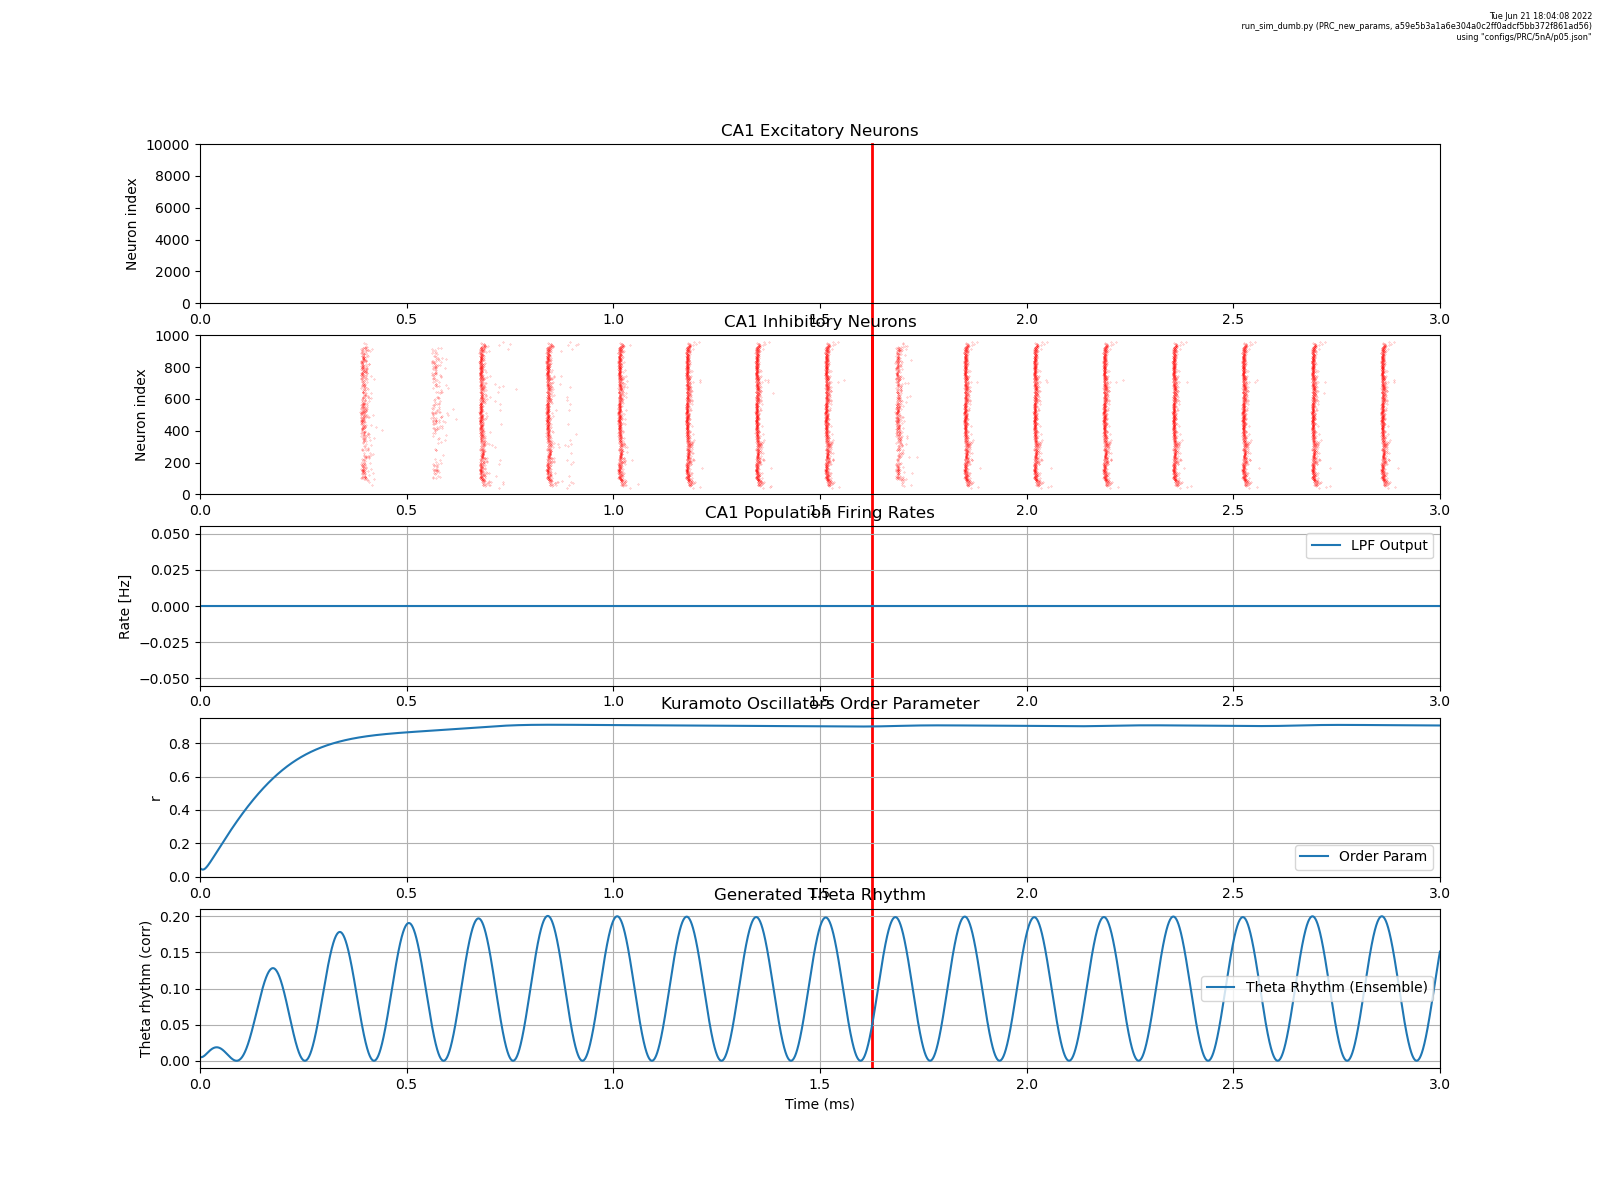 Tue Jun 21 18:04:08 2022
run_sim_dumb.py (PRC_new_params, a59e5b3a1a6e304a0c2ff0adcf5bb372f861ad56)
using "configs/PRC/5nA/p05.json"
CA1 Excitatory Neurons
Neuron index
10000
8000
6000
4000
2000
0
0.0 0.5 1.0 1.5 2.0 2.5 3.0
CA1 Inhibitory Neurons
Neuron index
1000
800
600
400
200
0
0.0 0.5 1.0 1.5 2.0 2.5 3.0
CA1 Population Firing Rates
Rate [Hz]
0.050
0.025
0.000
−0.025
−0.050
LPF Output
0.0 0.5 1.0 1.5 2.0 2.5 3.0
Kuramoto Oscillators Order Parameter
r
0.8
0.6
0.4
0.2
0.0
Order Param
0.0 0.5 1.0 1.5 2.0 2.5 3.0
Generated Theta Rhythm
Theta rhythm (corr)
0.20
0.15
0.10
0.05
0.00
Theta Rhythm (Ensemble)
0.0 0.5 1.0 1.5 2.0 2.5 3.0
Time (ms)